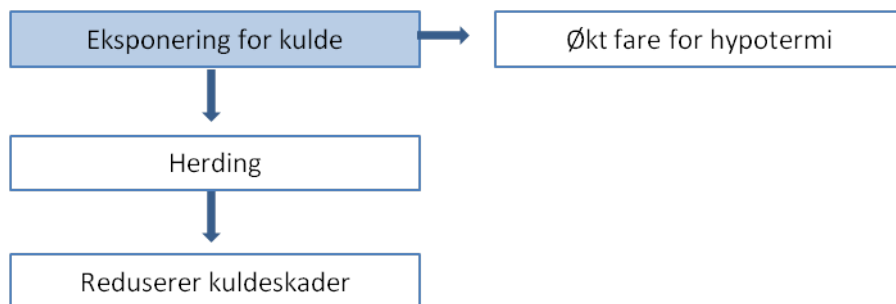 Eksponering for kulde
Økt fare for hypotermi
Herding
Reduserer kuldeskader